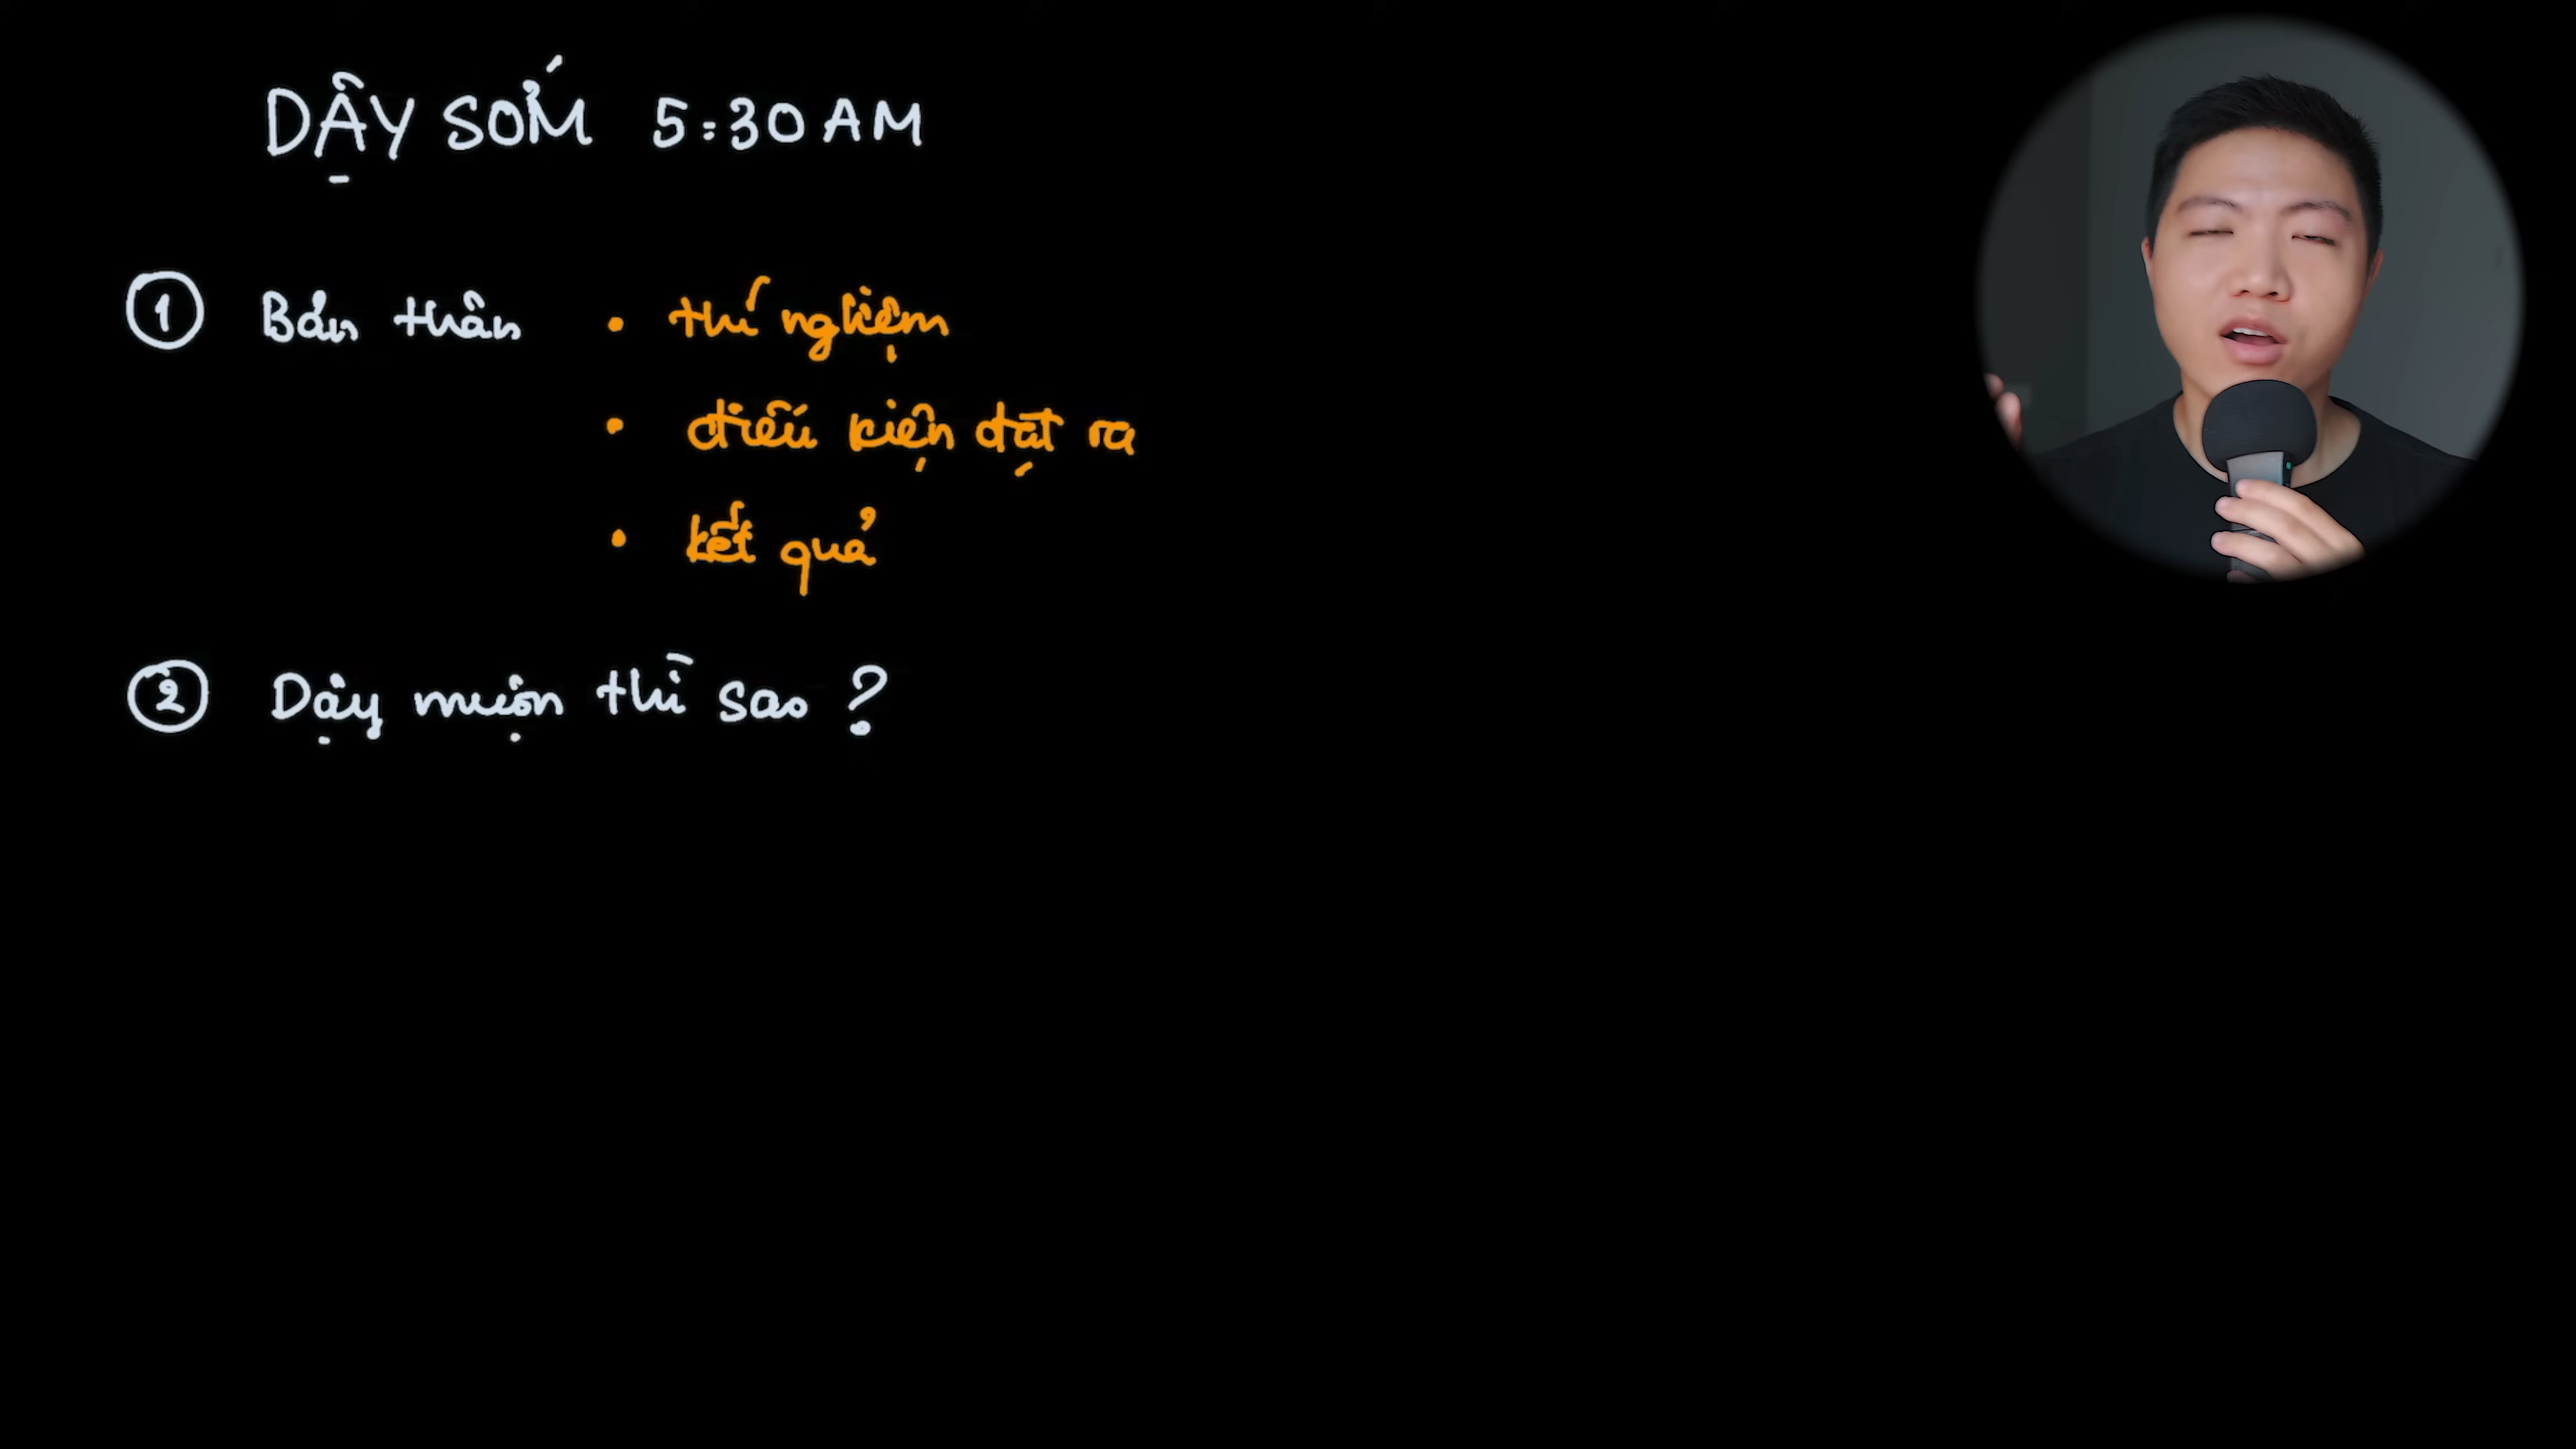 DẬY SỚM 5:30 AM
① Bản thân • thí nghiệm
• điều kiện đặt ra
• kết quả
② Dậy muộn thì sao ?